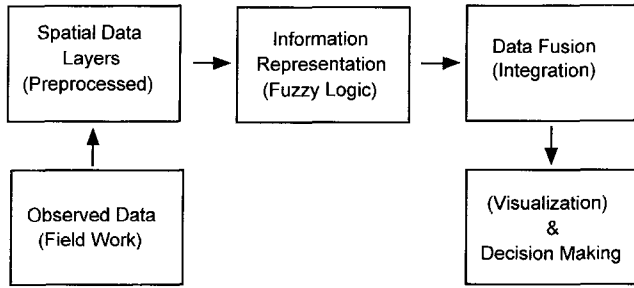 Spatial Data
Layers
(Preprocessed)
Information
Representation
(Fuzzy Logic)
Data Fusion
(Integration)
Observed Data
(Field Work)
(Visualization)
&
Decision Making